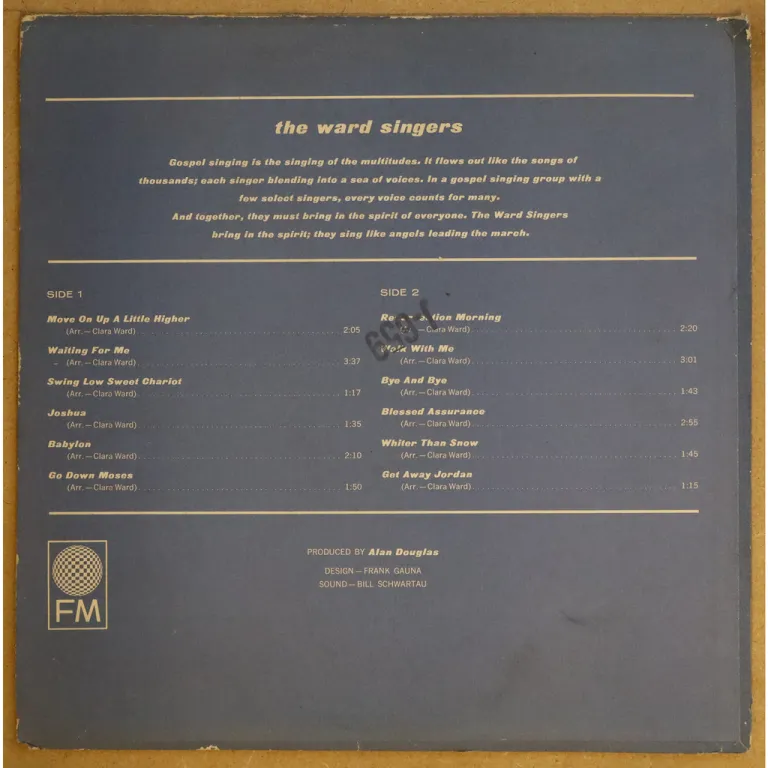 the ward singers
Gospel singing is the singing of the multitudes. It flows out like the songs of
thousands; each singer blending into a sea of voices. In a gospel singing group with a
few select singers, every voice counts for many.
And together, they must bring in the spirit of everyone. The Ward Singers
bring in the spirit; they sing like angels leading the march.
SIDE 1
Move On Up A Little Higher
(Arr. — Clara Ward) 2:05
Waiting For Me
(Arr. — Clara Ward) 3:37
Swing Low Sweet Chariot
(Arr. — Clara Ward) 1:17
Joshua
(Arr. — Clara Ward) 1:35
Babylon
(Arr. — Clara Ward) 2:10
Go Down Moses
(Arr. — Clara Ward) 1:50
SIDE 2
Morning
(Arr. — Clara Ward) 2:20
Walk With Me
(Arr. — Clara Ward) 3:01
Bye And Bye
(Arr. — Clara Ward) 1:43
Blessed Assurance
(Arr. — Clara Ward) 2:55
Whiter Than Snow
(Arr. — Clara Ward) 1:45
Get Away Jordan
(Arr. — Clara Ward) 1:15
FM
PRODUCED BY Alan Douglas
DESIGN — FRANK GAUNA
SOUND — BILL SCHWARTAU